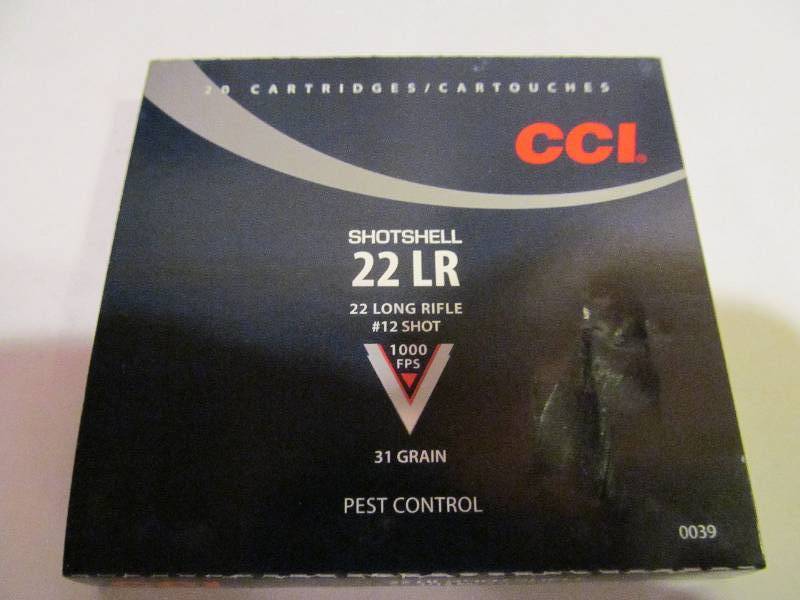 20 CARTRIDGES/CARTOUCHES
CCI®
SHOTSHELL
22 LR
22 LONG RIFLE
#12 SHOT
1000
FPS
31 GRAIN
PEST CONTROL
0039